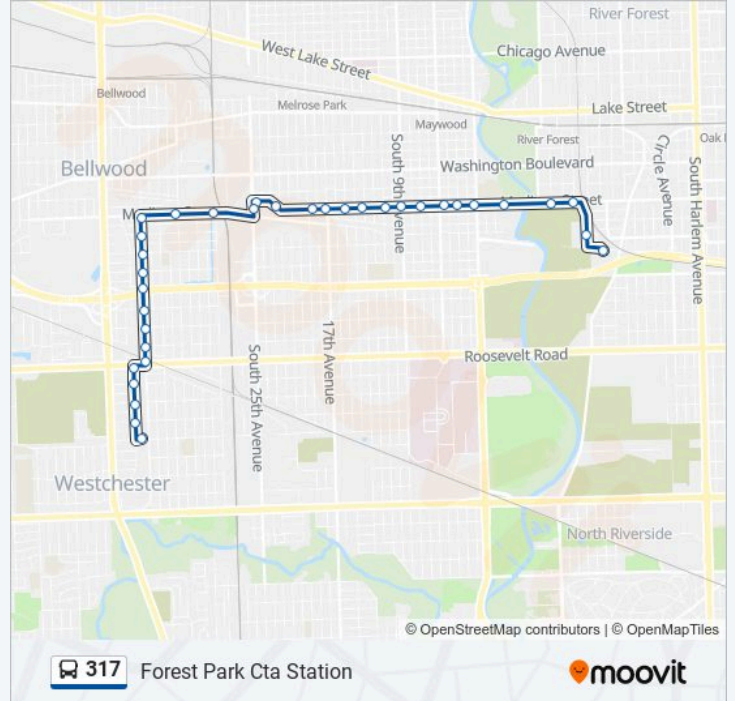 River Forest
West Lake Street
Chicago Avenue
Bellwood
Melrose Park
Lake Street
Maywood
River Forest
Oak
Circle Avenue
South 9th Avenue
Washington Boulevard
Bellwood
South Harlem Avenue
Street
17th Avenue
South 25th Avenue
Roosevelt Road
Westchester
North Riverside
© OpenStreetMap contributors | © OpenMapTiles
317 Forest Park Cta Station
moovit